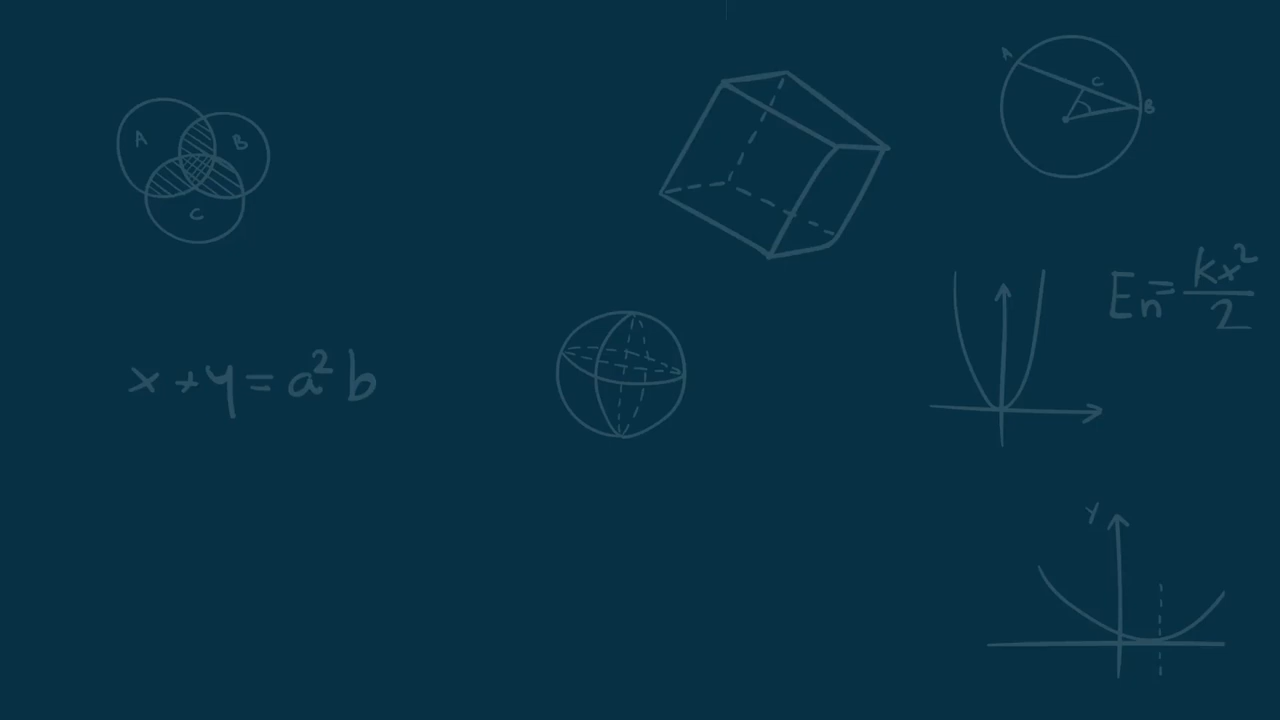 A
C
B
A
B
C
En = kx²/2
x + y = a² b
Y